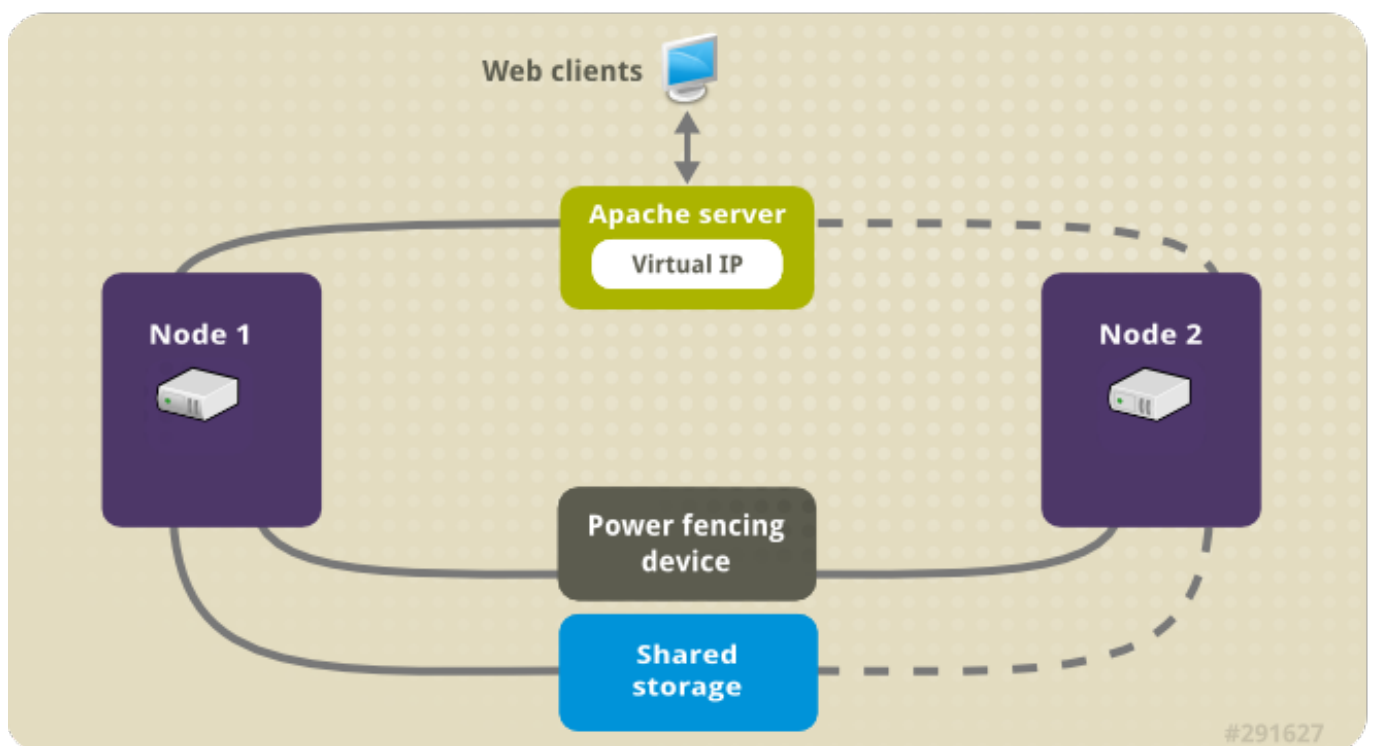 Web clients
Apache server
Virtual IP
Node 1
Node 2
Power fencing
device
Shared
storage
#291627